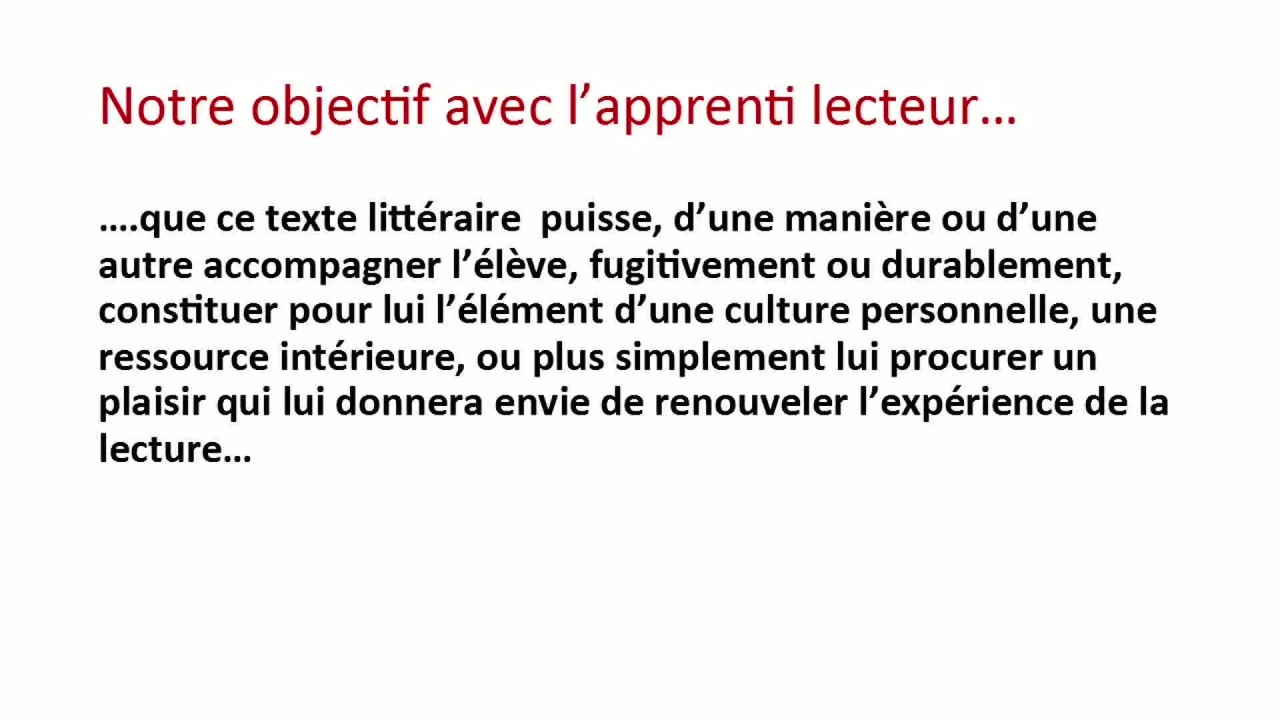 Notre objectif avec l’apprenti lecteur…
….que ce texte littéraire  puisse, d’une manière ou d’une
autre accompagner l’élève, fugitivement ou durablement,
constituer pour lui l’élément d’une culture personnelle, une
ressource intérieure, ou plus simplement lui procurer un
plaisir qui lui donnera envie de renouveler l’expérience de la
lecture…